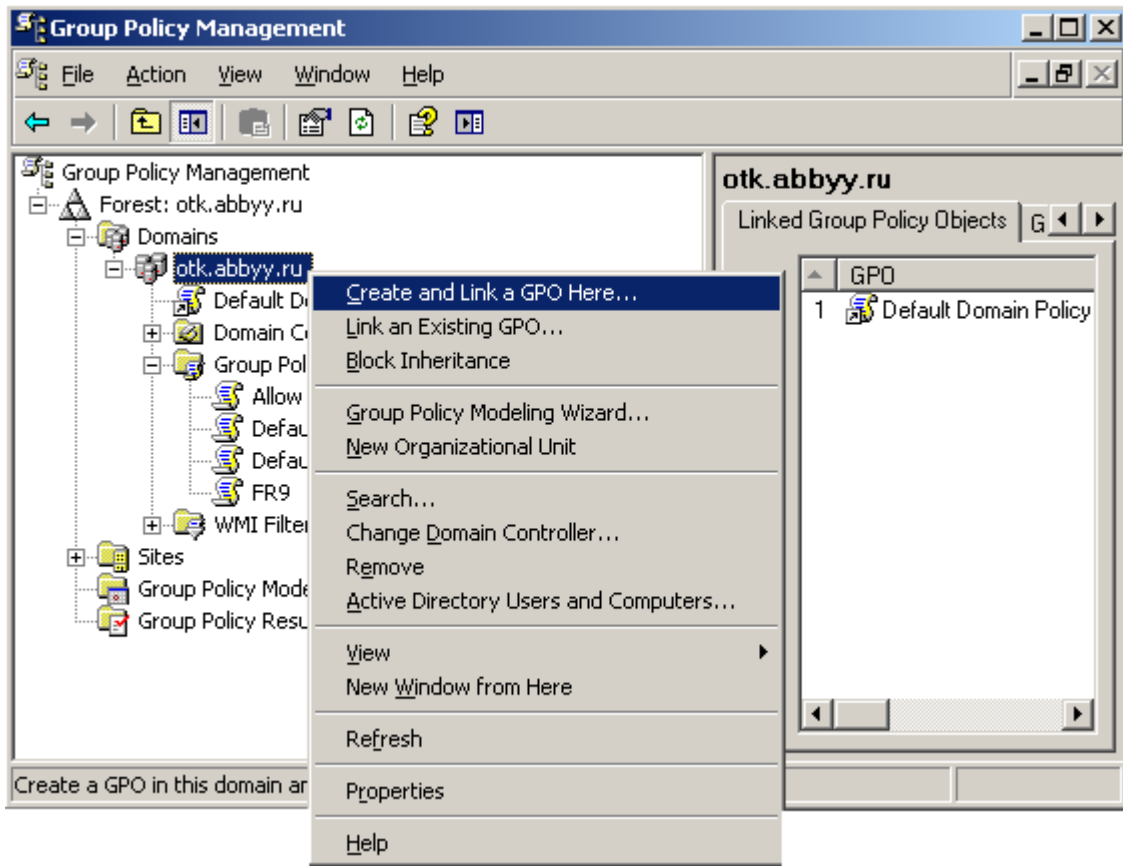 Group Policy Management
File Action View Window Help
Group Policy Management
Forest: otk.abbyy.ru
Domains
otk.abbyy.ru
Default D
Domain C
Group Pol
Allow
Defau
Defau
FR9
WMI Filter
Sites
Group Policy Mode
Group Policy Resu
Create and Link a GPO Here...
Link an Existing GPO...
Block Inheritance
Group Policy Modeling Wizard...
New Organizational Unit
Search...
Change Domain Controller...
Remove
Active Directory Users and Computers...
View
New Window from Here
Refresh
Properties
Help
otk.abbyy.ru
Linked Group Policy Objects G
GPO
1 Default Domain Policy
Create a GPO in this domain an